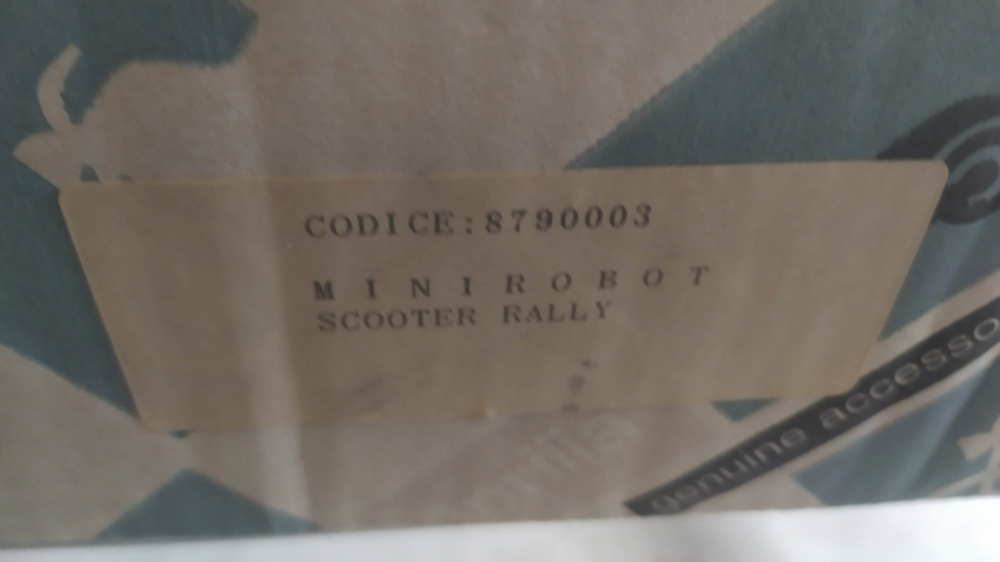 CODICE:8790003
M I N I R O B O T
SCOOTER RALLY
genuine accesso